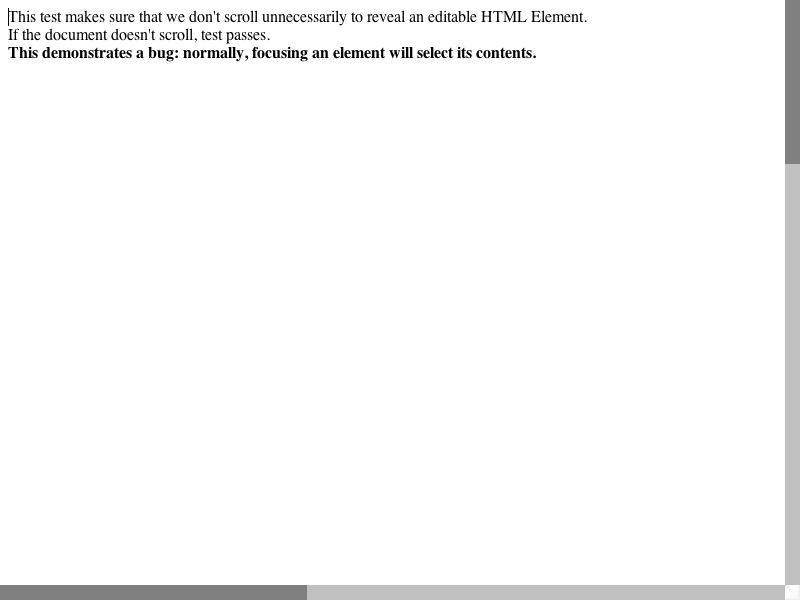 This test makes sure that we don't scroll unnecessarily to reveal an editable HTML Element.
If the document doesn't scroll, test passes.
This demonstrates a bug: normally, focusing an element will select its contents.